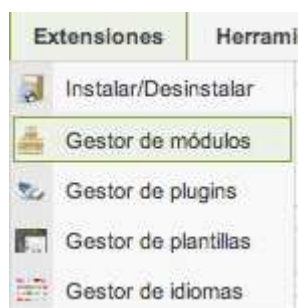 Extensiones Herrami
Instalar/Desinstalar
Gestor de módulos
Gestor de plugins
Gestor de plantillas
Gestor de idiomas